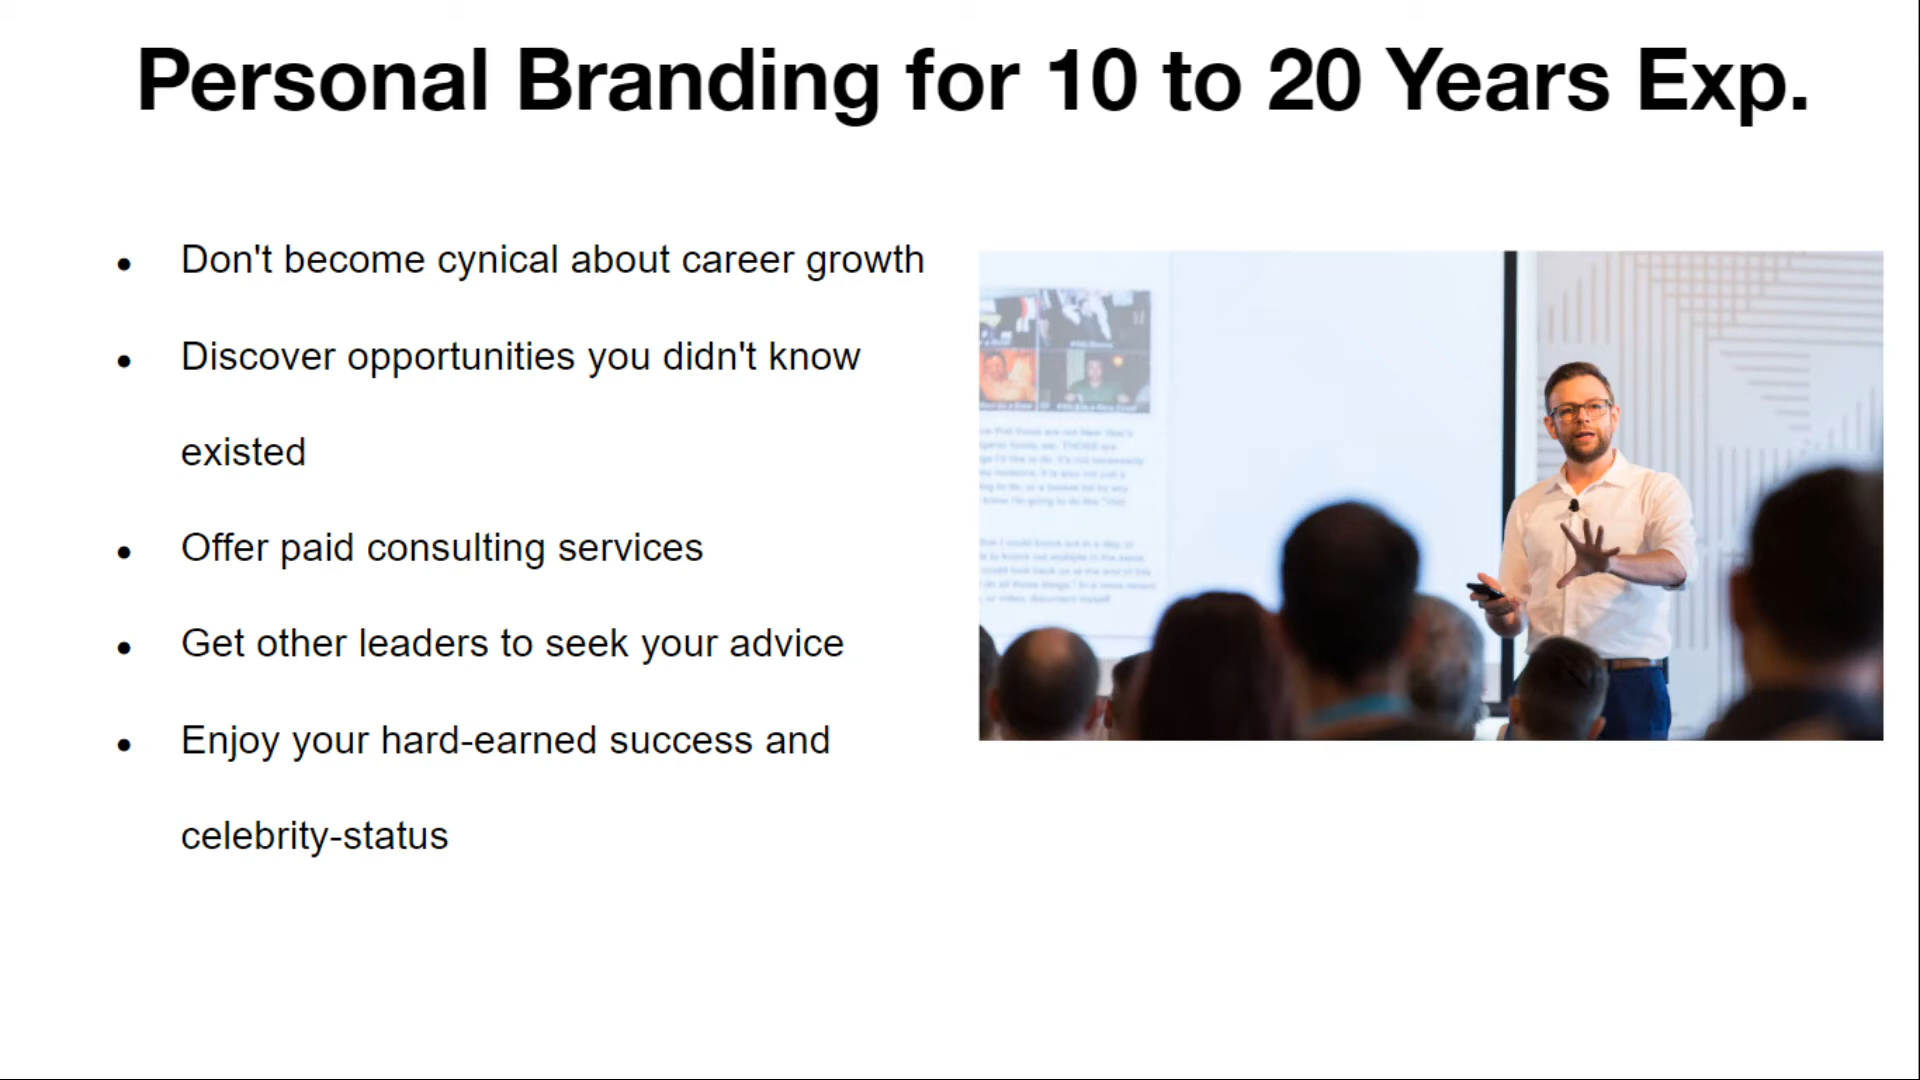 Personal Branding for 10 to 20 Years Exp.
• Don't become cynical about career growth
• Discover opportunities you didn't know
existed
• Offer paid consulting services
• Get other leaders to seek your advice
• Enjoy your hard-earned success and
celebrity-status